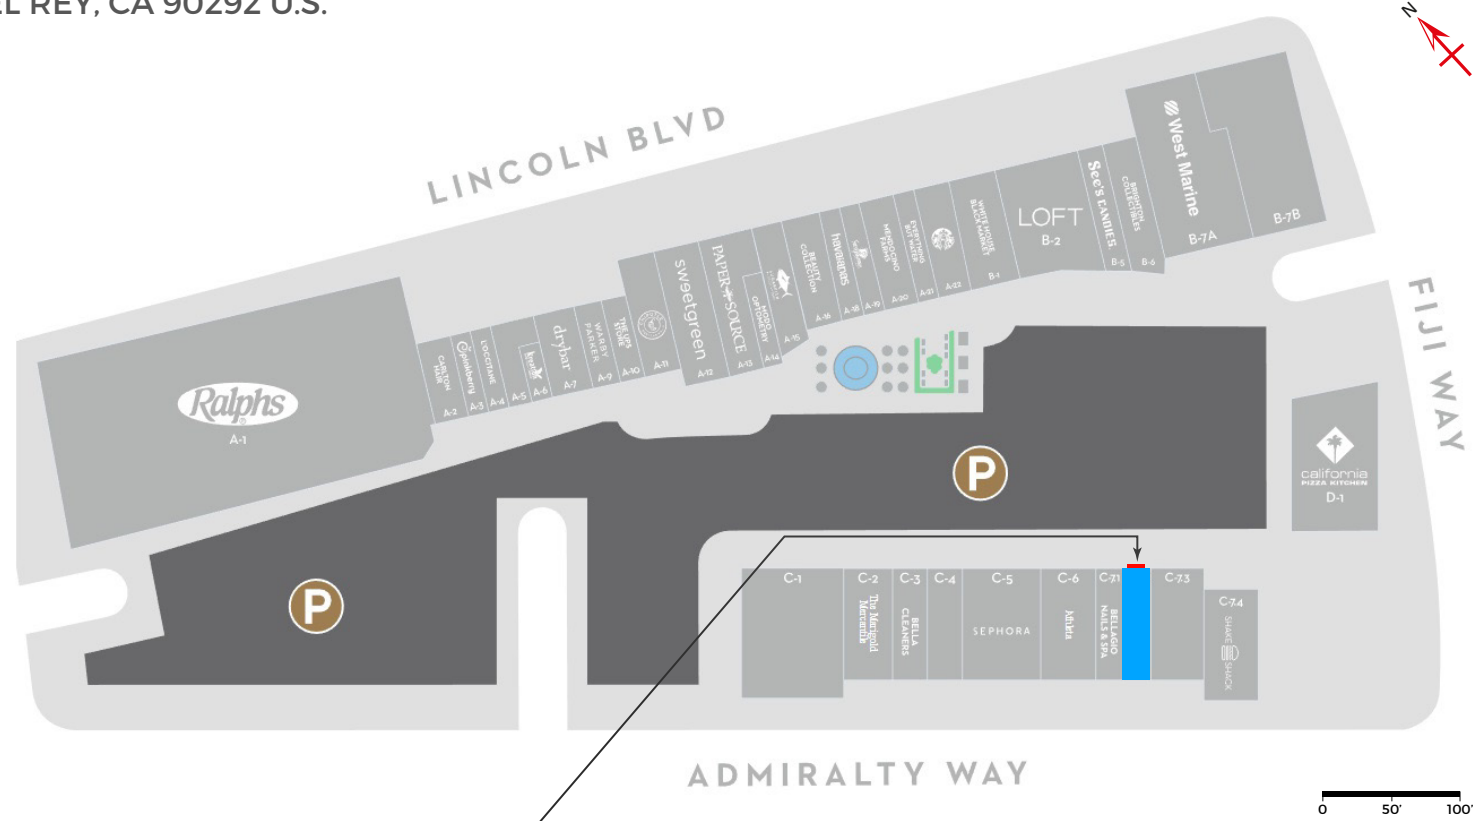 EL REY, CA 90292 U.S.
N
LINCOLN BLVD
FIJI WAY
ADMIRALTY WAY
Ralphs
A-1
CARLTON
HAIR
A-2
Pinkberry
A-3
L'OCCITANE
A-4
A-5
A-6
drybar
A-7
WARBY
PARKER
A-9
THE UPS
STORE
A-10
A-11
sweetgreen
A-12
PAPER SOURCE
A-13
MODO
OPTOMETRY
A-14
A-15
BEAUTY
COLLECTION
A-16
havaianas
A-18
A-19
MENDOCINO
FARMS
A-20
EVERYTHING
BUT WATER
A-21
A-22
WHITE HOUSE
BLACK MARKET
B-1
LOFT
B-2
See's CANDIES
B-5
BRIGHTON
COLLECTIBLES
B-6
West Marine
B-7A
B-7B
P
P
california
PIZZA KITCHEN
D-1
C-1
C-2
The Marigold
Mercantile
C-3
BELLA
CLEANERS
C-4
C-5
SEPHORA
C-6
Athleta
C-7.1
BELLAGIO
NAILS & SPA
C-7.3
C-7.4
SHAKE SHACK
0 50' 100'